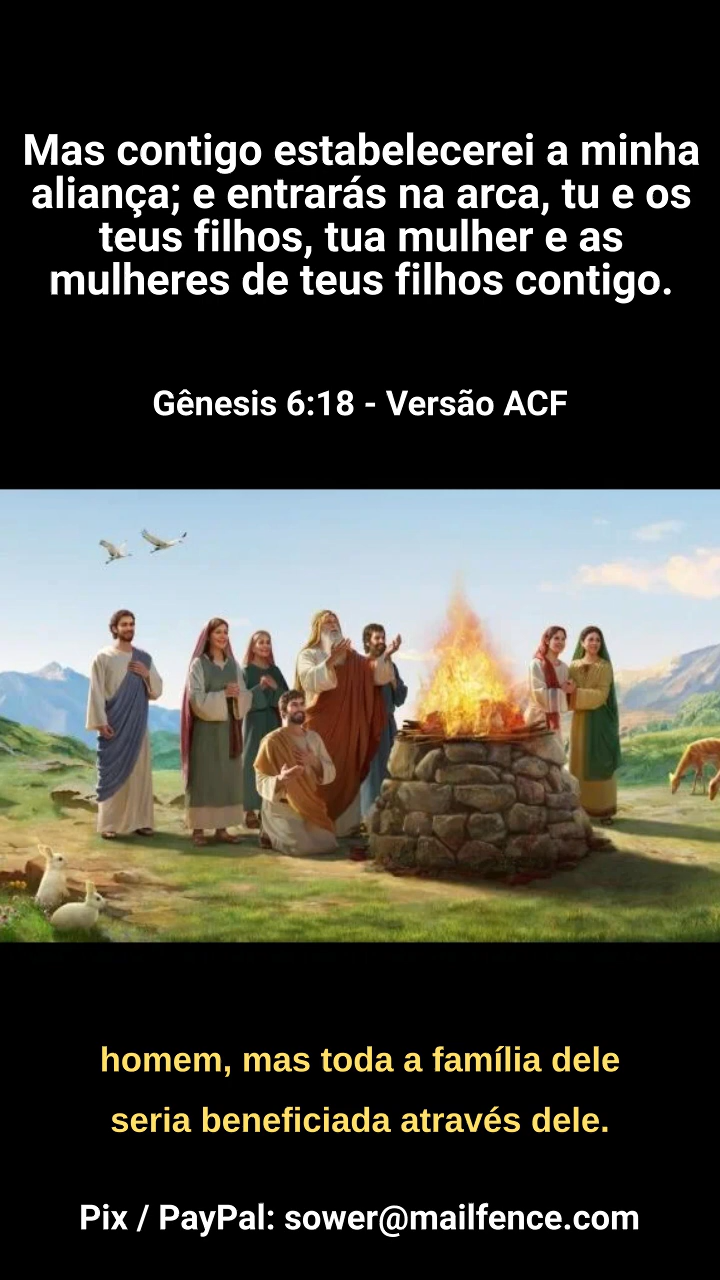 Mas contigo estabelecerei a minha
aliança; e entrarás na arca, tu e os
teus filhos, tua mulher e as
mulheres de teus filhos contigo.
Gênesis 6:18 - Versão ACF
homem, mas toda a família dele
seria beneficiada através dele.
Pix / PayPal: sower@mailfence.com